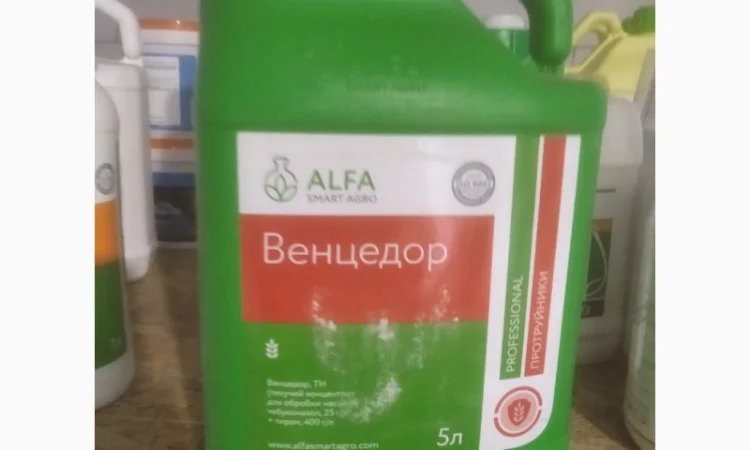 ALFA
SMART AGRO
Венцедор
PROFESSIONAL
ПРОТРУЙНИКИ
Венцедор, ТН
(текучий концентрат
для обробки
тебуконазол, 25 г/л
+ тирам, 400 г/л
www.alfasmartagro.com
5л